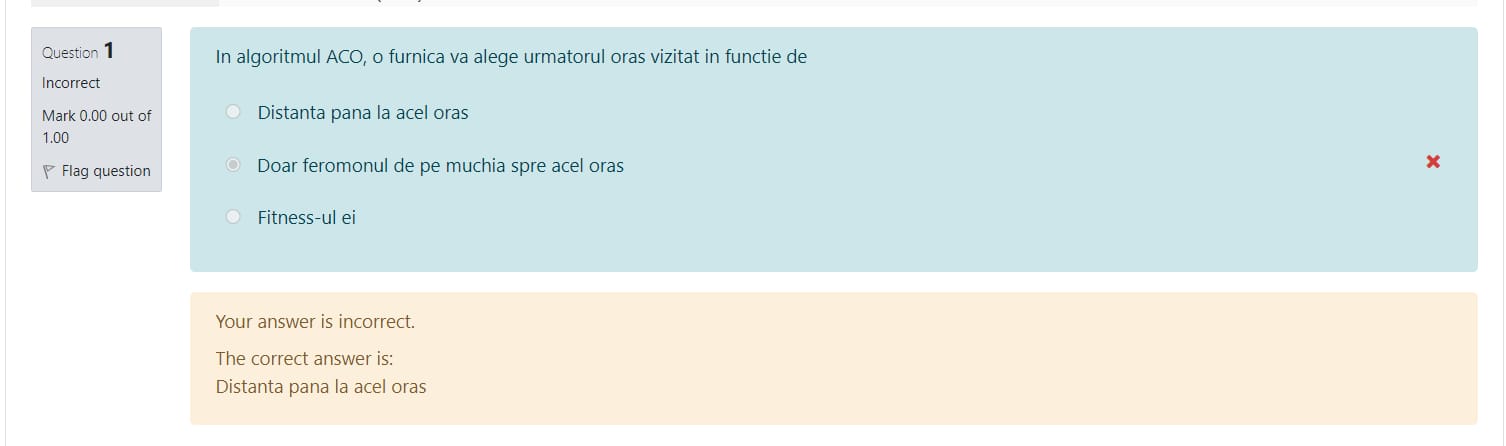 Question 1
Incorrect
Mark 0.00 out of
1.00
Flag question
In algoritmul ACO, o furnica va alege urmatorul oras vizitat in functie de
Distanta pana la acel oras
Doar feromonul de pe muchia spre acel oras
Fitness-ul ei
Your answer is incorrect.
The correct answer is:
Distanta pana la acel oras